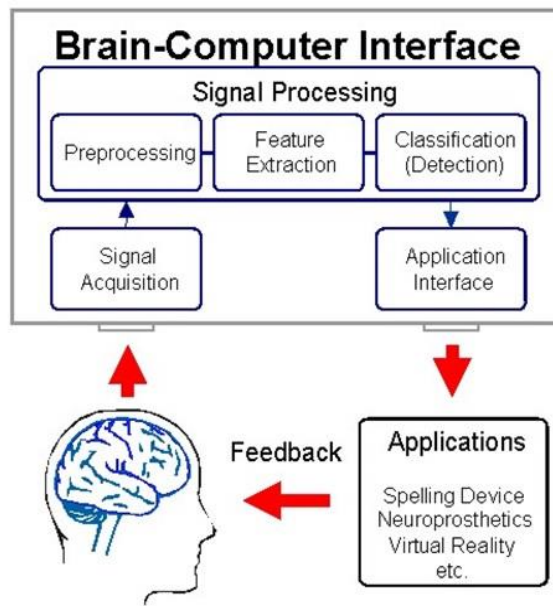 Brain-Computer Interface
Signal Processing
Preprocessing
Feature
Extraction
Classification
(Detection)
Signal
Acquisition
Application
Interface
Feedback
Applications
Spelling Device
Neuroprosthetics
Virtual Reality
etc.